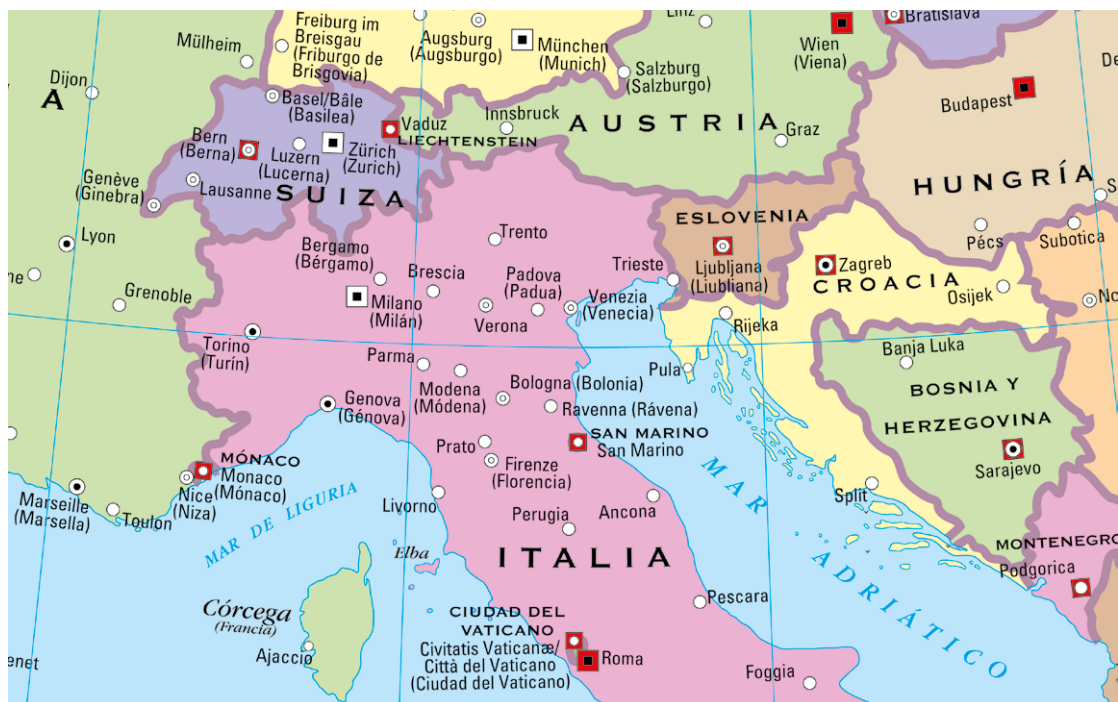 Freiburg im
Breisgau
(Friburgo de
Brisgovia)
Augsburg
(Augsburgo)
München
(Munich)
Linz
Wien
(Viena)
Bratislava
Mülheim
Dijon
Salzburg
(Salzburgo)
Budapest
A
Basel/Bâle
(Basilea)
Vaduz
LIECHTENSTEIN
Innsbruck
AUSTRIA
Graz
Bern
(Berna)
Luzern
(Lucerna)
Zürich
(Zurich)
HUNGRÍA
Genève
(Ginebra)
Lausanne
SUIZA
ESLOVENIA
Pécs
Subotica
Lyon
Trento
Bergamo
(Bérgamo)
Brescia
Padova
(Padua)
Trieste
Ljubljana
(Liubliana)
Zagreb
CROACIA
Osijek
Grenoble
Milano
(Milán)
Verona
Venezia
(Venecia)
Rijeka
Torino
(Turín)
Parma
Pula
Banja Luka
Modena
(Módena)
Bologna (Bolonia)
BOSNIA Y
HERZEGOVINA
Genova
(Génova)
Ravenna (Rávena)
SAN MARINO
San Marino
Prato
Firenze
(Florencia)
Sarajevo
MÓNACO
Monaco
(Mónaco)
Nice
(Niza)
Marseille
(Marsella)
Toulon
MAR DE LIGURIA
Livorno
Perugia
Ancona
Split
MAR ADRIÁTICO
Elba
ITALIA
MONTENEGRO
Podgorica
Córcega
(Francia)
Ajaccio
CIUDAD DEL
VATICANO
Civitatis Vaticanæ/
Città del Vaticano
(Ciudad del Vaticano)
Roma
Pescara
Foggia